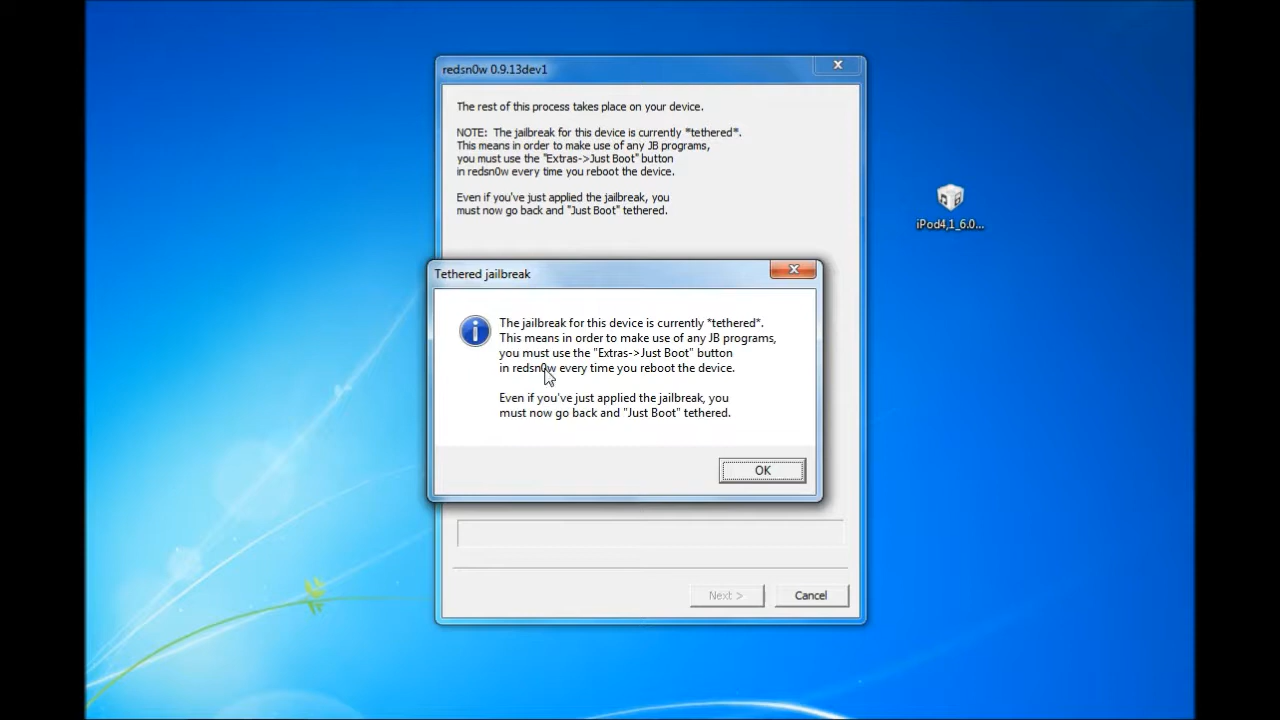 redsn0w 0.9.13dev1
The rest of this process takes place on your device.
NOTE: The jailbreak for this device is currently *tethered*.
This means in order to make use of any JB programs,
you must use the "Extras->Just Boot" button
in redsn0w every time you reboot the device.
Even if you've just applied the jailbreak, you
must now go back and "Just Boot" tethered.
iPod4,1_6.0...
Tethered jailbreak
The jailbreak for this device is currently *tethered*.
This means in order to make use of any JB programs,
you must use the "Extras->Just Boot" button
in redsn0w every time you reboot the device.
Even if you've just applied the jailbreak, you
must now go back and "Just Boot" tethered.
OK
Next > Cancel